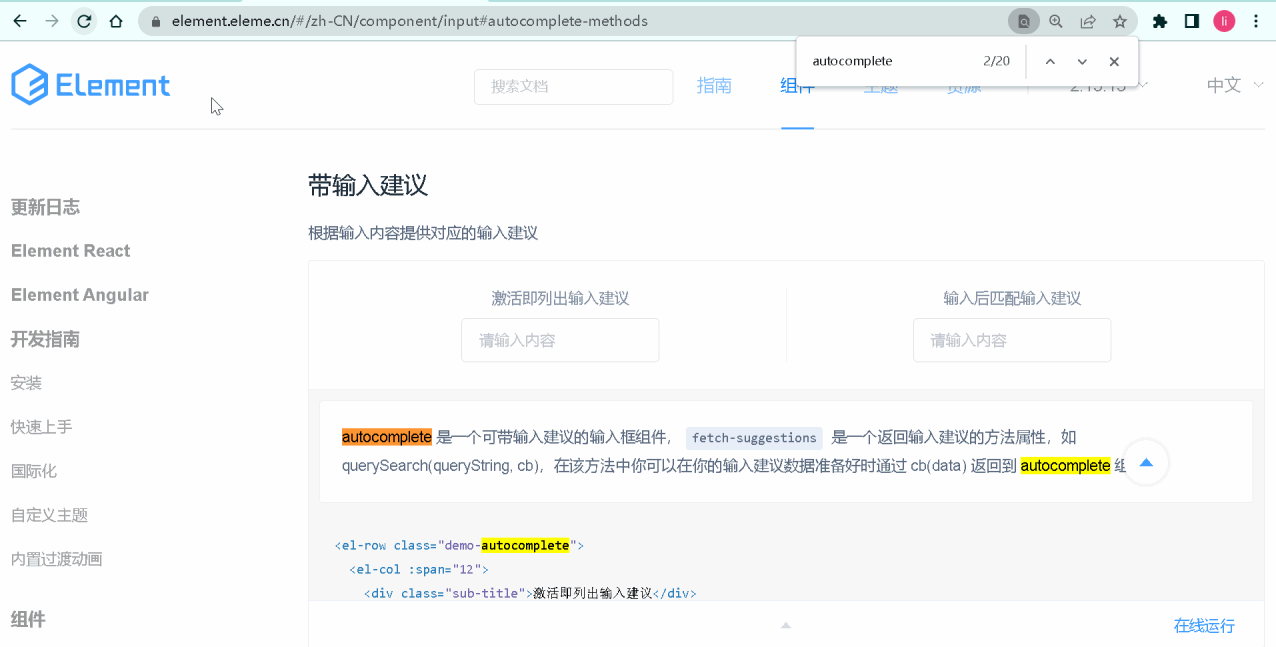 element.eleme.cn/#/zh-CN/component/input#autocomplete-methods
li
autocomplete 2/20
Element
搜索文档
指南
组件
主题
资源
2.15.13
中文
更新日志
Element React
Element Angular
开发指南
安装
快速上手
国际化
自定义主题
内置过渡动画
组件
带输入建议
根据输入内容提供对应的输入建议
激活即列出输入建议
输入后匹配输入建议
请输入内容
请输入内容
autocomplete 是一个可带输入建议的输入框组件， fetch-suggestions 是一个返回输入建议的方法属性，如
querySearch(queryString, cb)，在该方法中你可以在你的输入建议数据准备好时通过 cb(data) 返回到 autocomplete 组
<el-row class="demo-autocomplete">
<el-col :span="12">
<div class="sub-title">激活即列出输入建议</div>
在线运行